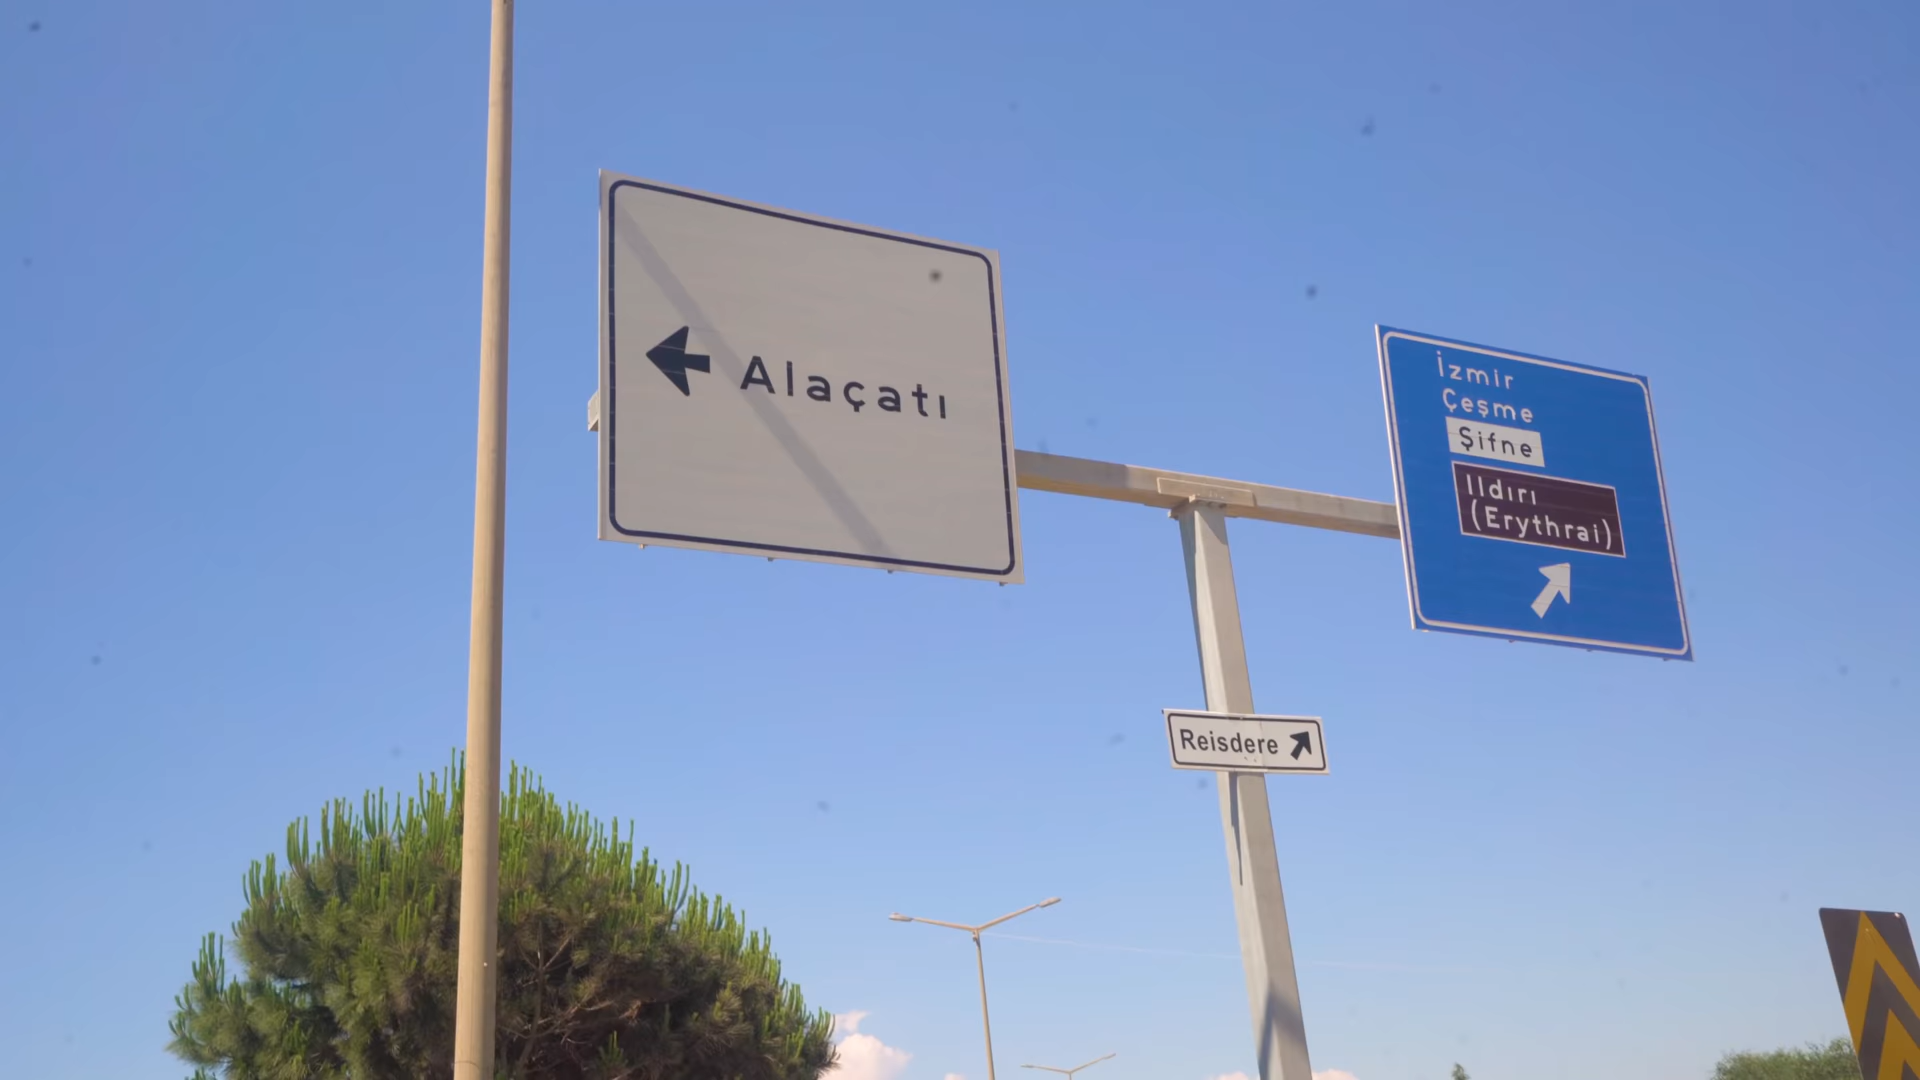 Alaçatı
İzmir
Çeşme
Şifne
Ildırı
(Erythrai)
Reisdere